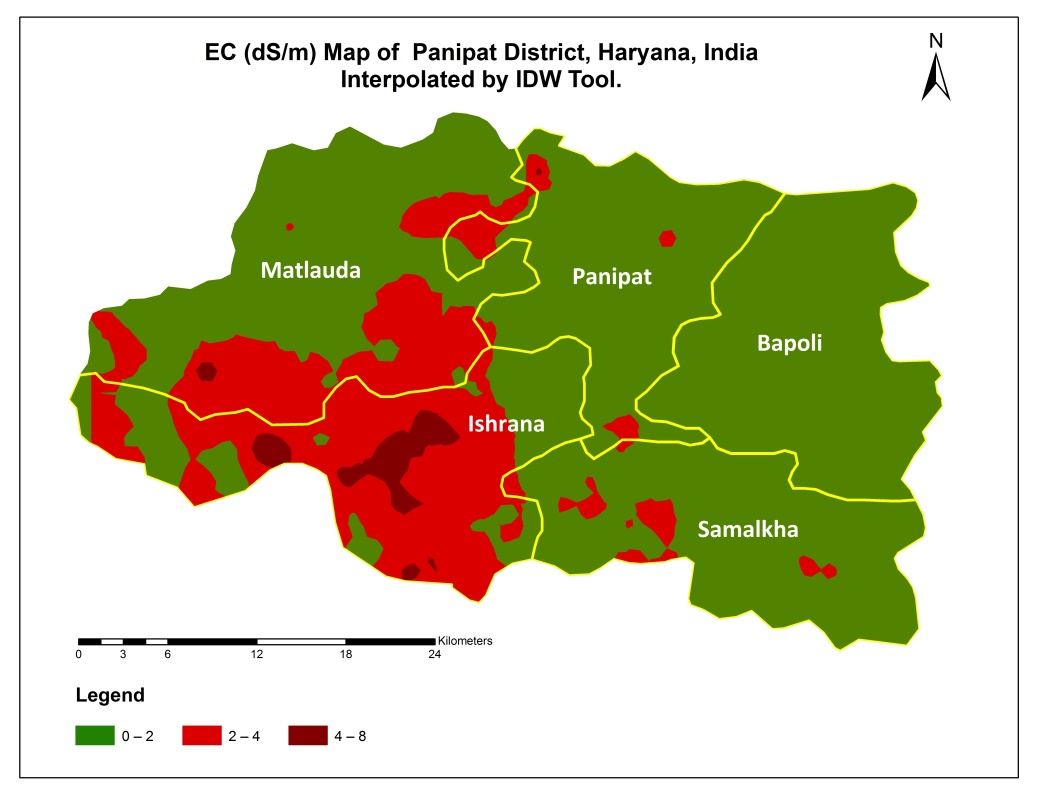 EC (dS/m) Map of  Panipat District, Haryana, India
Interpolated by IDW Tool.
N
Matlauda
Panipat
Bapoli
Ishrana
Samalkha
Kilometers
0 3 6 12 18 24
Legend
0 – 2 2 – 4 4 – 8